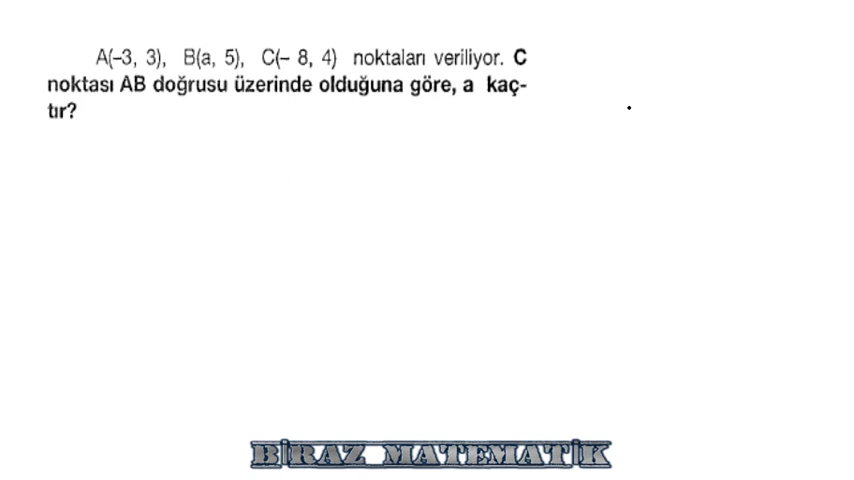 A(–3, 3), B(a, 5), C(– 8, 4) noktaları veriliyor. C
noktası AB doğrusu üzerinde olduğuna göre, a kaç-
tır?
BİRAZ MATEMATİK